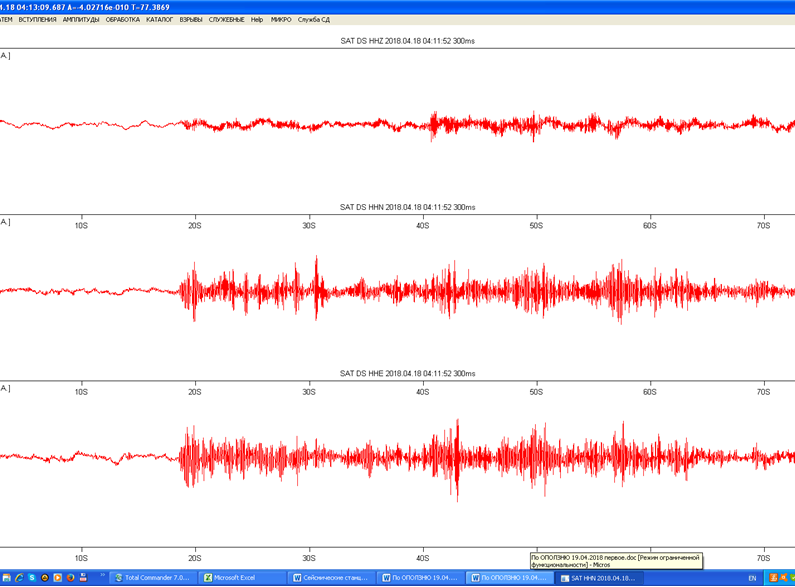 4.18 04:13:09.687 A=-4.02716e-010 T=77.3869
АТЕМ ВСТУПЛЕНИЯ АМПЛИТУДЫ ОБРАБОТКА КАТАЛОГ ВЗРЫВЫ СЛУЖЕБНЫЕ Help МИКРО Служба СД
SAT DS HHZ 2018.04.18 04:11:52 300ms
A.]
SAT DS HHN 2018.04.18 04:11:52 300ms
A.]
10S 20S 30S 40S 50S 60S 70S
SAT DS HHE 2018.04.18 04:11:52 300ms
A.]
10S 20S 30S 40S 50S 60S 70S
10S 20S 30S 40S 70S
По ОПОЛЗНЮ 19.04.2018 первое.doc [Режим ограниченной
функциональности] - Micros
Total Commander 7.0... Microsoft Excel Сейсмические станц... По ОПОЛЗНЮ 19.04.... По ОПОЛЗНЮ 19.04.... SAT HHN 2018.04.18... EN